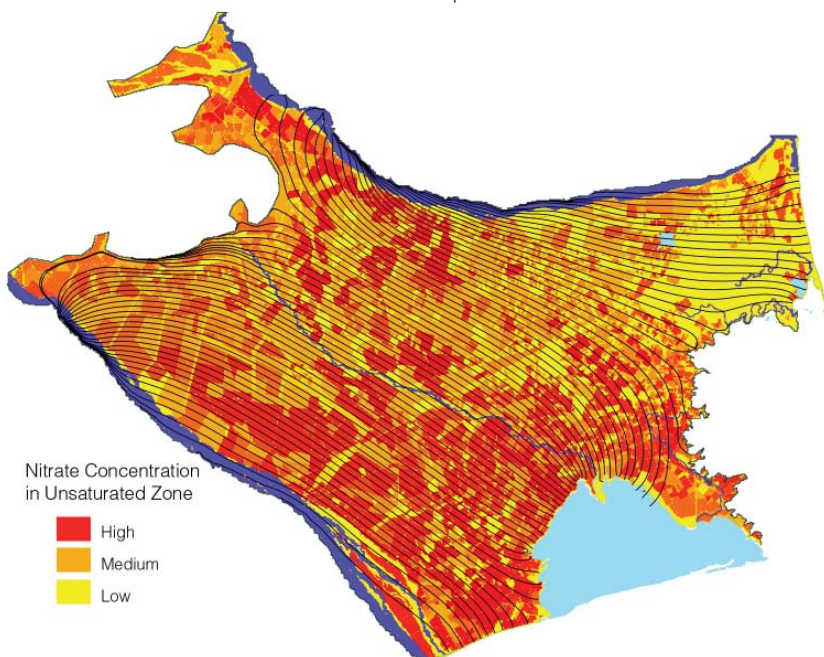 Nitrate Concentration
in Unsaturated Zone
High
Medium
Low